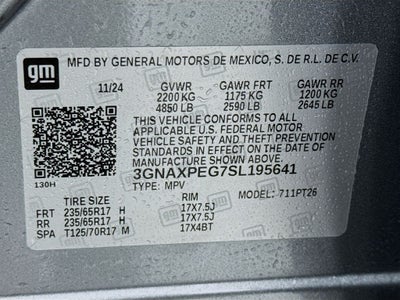 gm
MFD BY GENERAL MOTORS DE MEXICO, S. DE R.L. DE C.V.
11/24 GVWR GAWR FRT GAWR RR
2200 KG 1175 KG 1200 KG
4850 LB 2590 LB 2645 LB
THIS VEHICLE CONFORMS TO ALL
APPLICABLE U.S. FEDERAL MOTOR
VEHICLE SAFETY AND THEFT
PREVENTION STANDARDS IN EFFECT ON
THE DATE OF MANUFACTURE SHOWN ABOVE.
130H 3GNAXPEG7SL195641
TYPE: MPV MODEL: 711PT26
TIRE SIZE RIM
FRT 235/65R17 H 17X7.5J
RR 235/65R17 H 17X7.5J
SPA T125/70R17 M 17X4BT